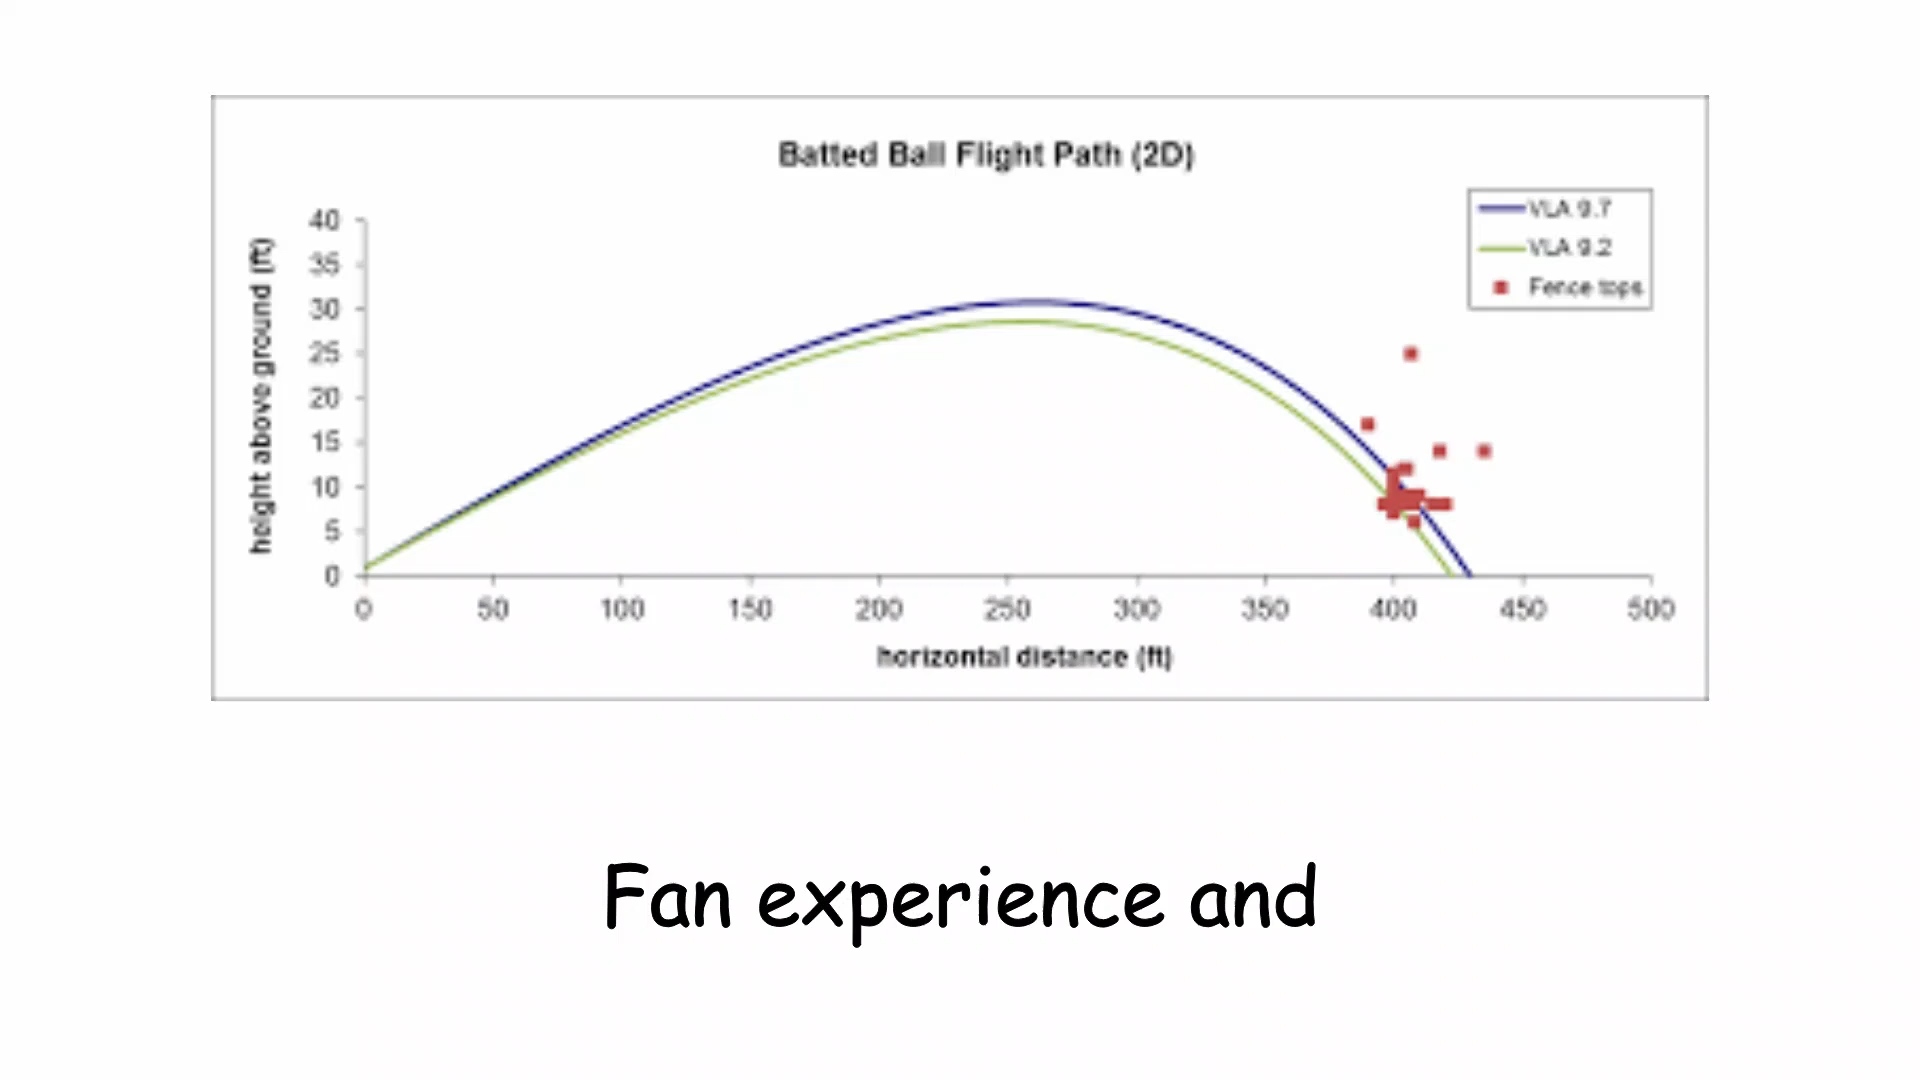 Batted Ball Flight Path (2D)
VLA 9.7
VLA 9.2
Fence tops
height above ground (ft)
40
35
30
25
20
15
10
5
0
0 50 100 150 200 250 300 350 400 450 500
horizontal distance (ft)
Fan experience and